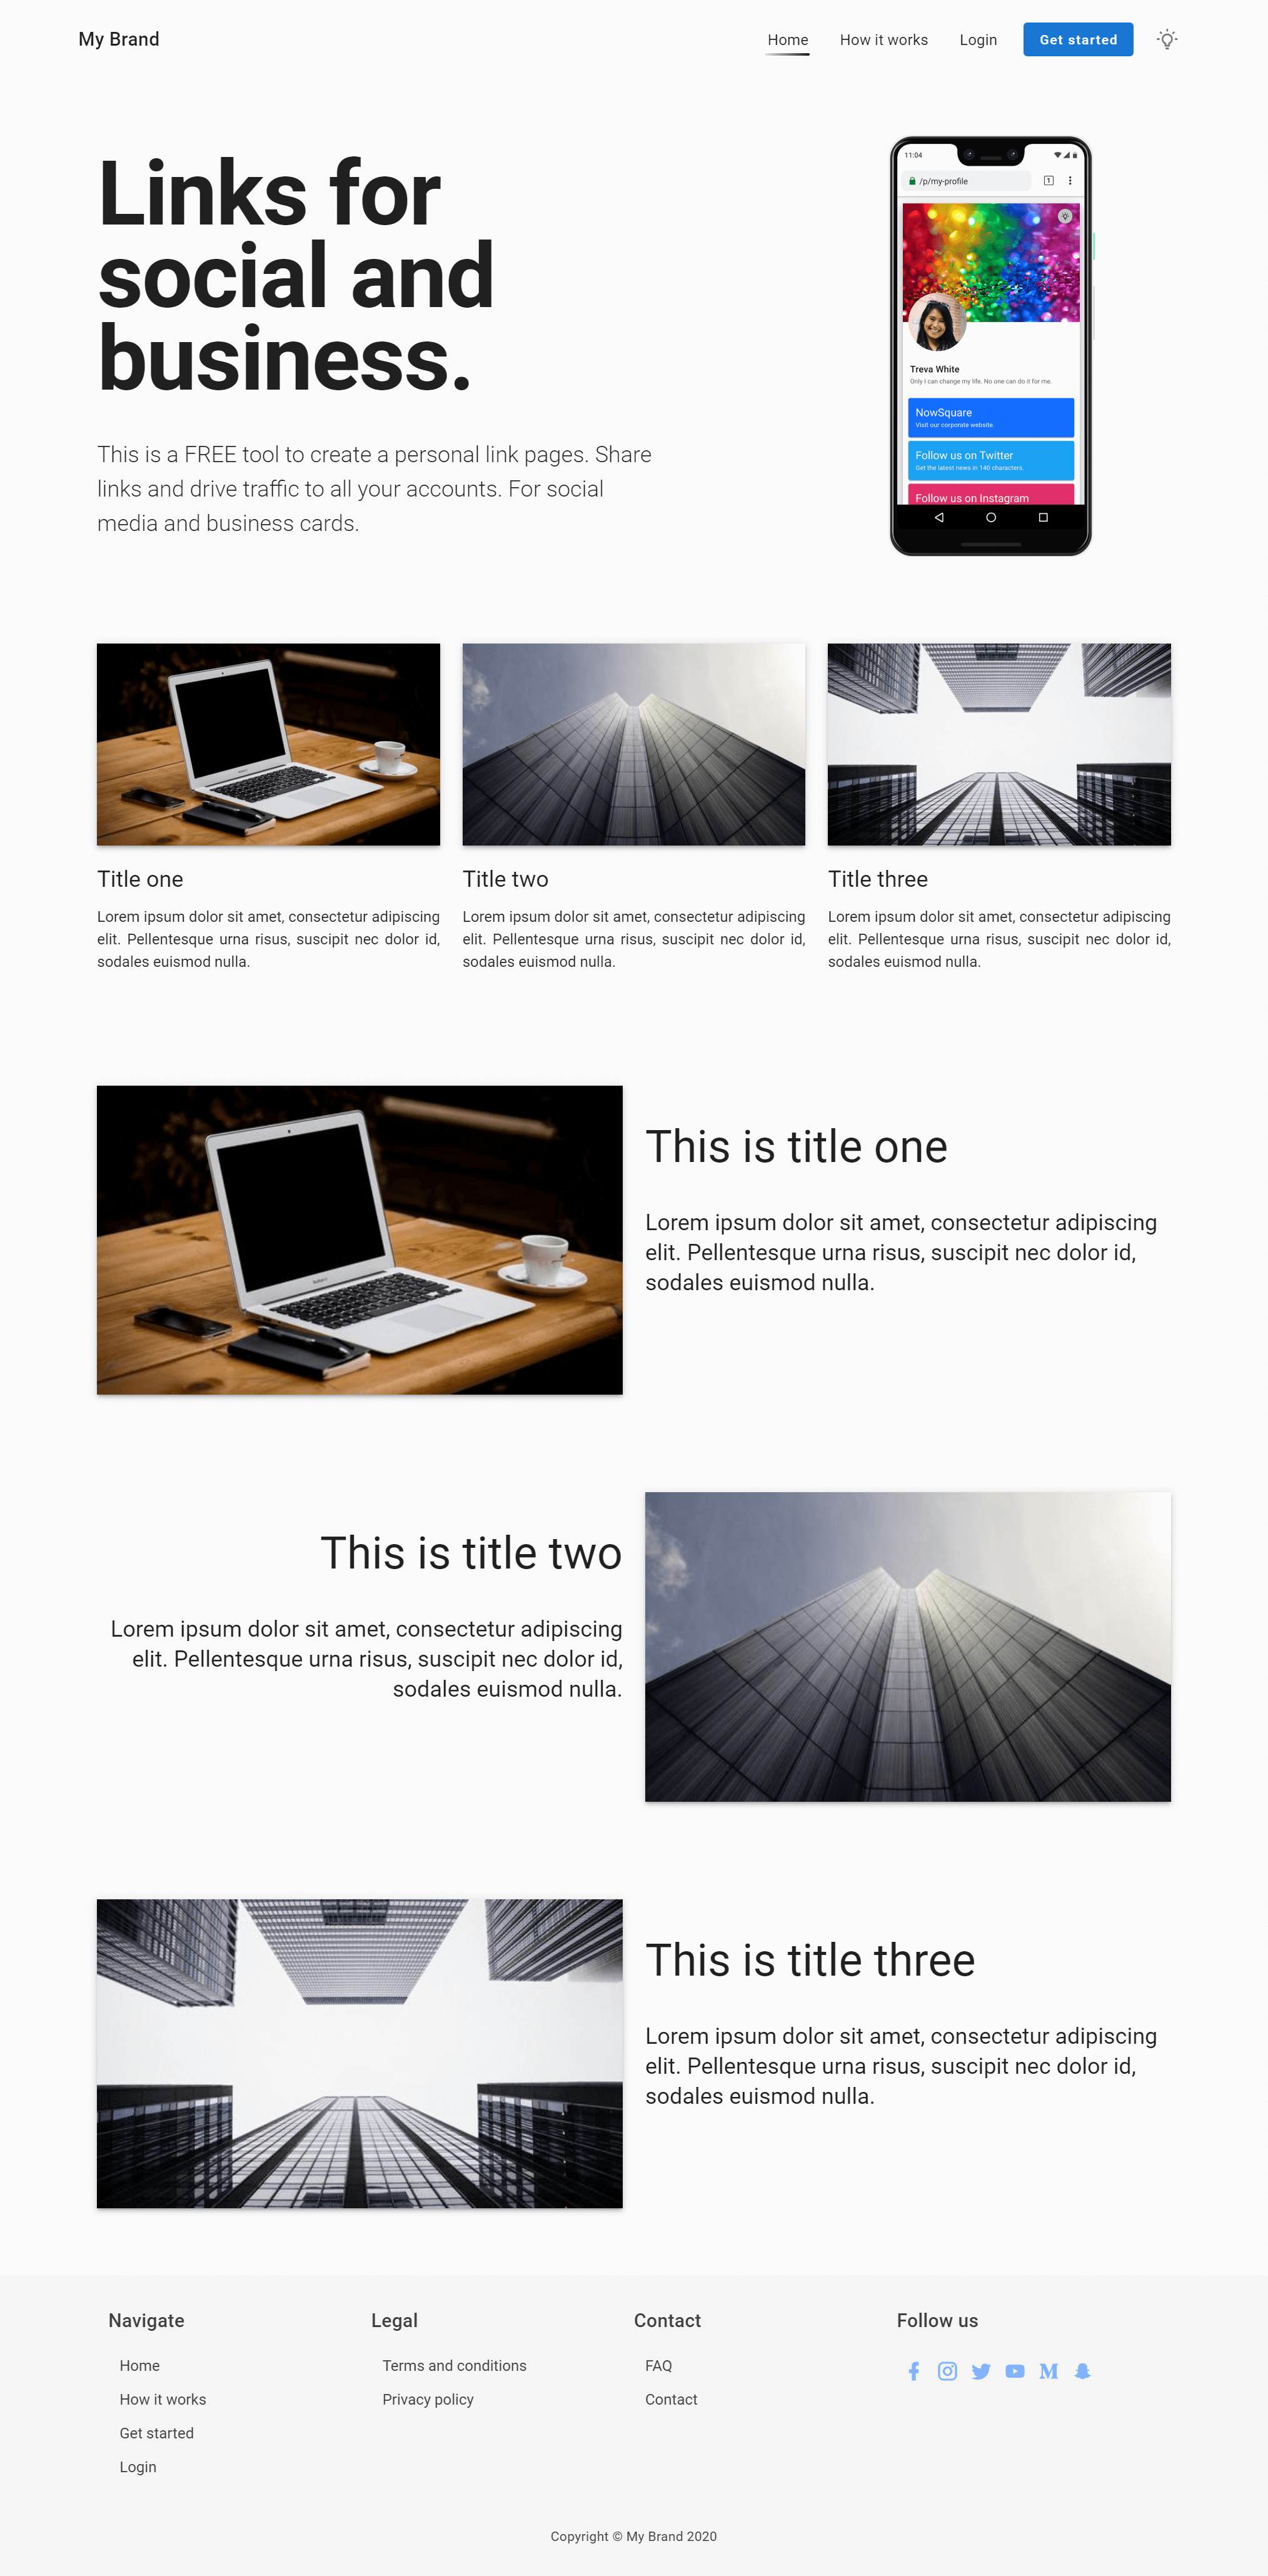 My Brand
Home
How it works
Login
Get started
Links for
social and
business.
This is a FREE tool to create a personal link pages. Share
links and drive traffic to all your accounts. For social
media and business cards.
11:04
/p/my-profile
1
Treva White
Only I can change my life. No one can do it for me.
NowSquare
Visit our corporate website.
Follow us on Twitter
Get the latest news in 140 characters.
Follow us on Instagram
Title one
Lorem ipsum dolor sit amet, consectetur adipiscing
elit. Pellentesque urna risus, suscipit nec dolor id,
sodales euismod nulla.
Title two
Lorem ipsum dolor sit amet, consectetur adipiscing
elit. Pellentesque urna risus, suscipit nec dolor id,
sodales euismod nulla.
Title three
Lorem ipsum dolor sit amet, consectetur adipiscing
elit. Pellentesque urna risus, suscipit nec dolor id,
sodales euismod nulla.
This is title one
Lorem ipsum dolor sit amet, consectetur adipiscing
elit. Pellentesque urna risus, suscipit nec dolor id,
sodales euismod nulla.
This is title two
Lorem ipsum dolor sit amet, consectetur adipiscing
elit. Pellentesque urna risus, suscipit nec dolor id,
sodales euismod nulla.
This is title three
Lorem ipsum dolor sit amet, consectetur adipiscing
elit. Pellentesque urna risus, suscipit nec dolor id,
sodales euismod nulla.
Navigate
Home
How it works
Get started
Login
Legal
Terms and conditions
Privacy policy
Contact
FAQ
Contact
Follow us
Copyright © My Brand 2020